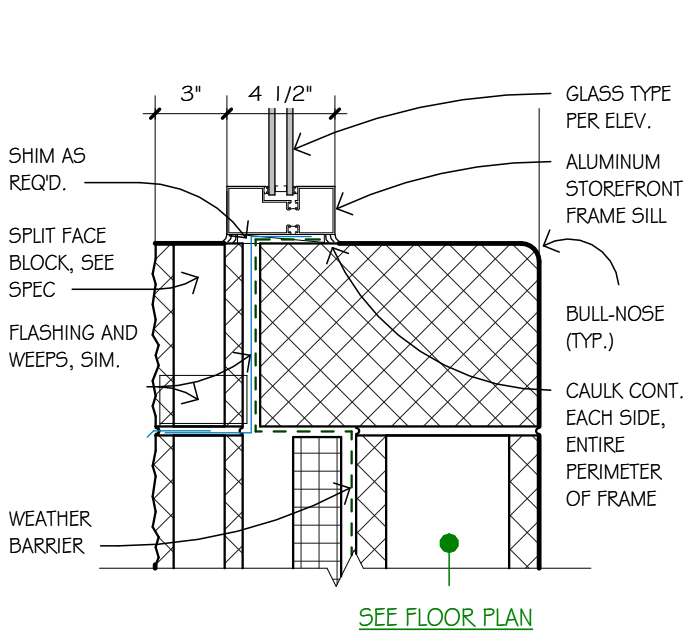 3" 4 1/2"
GLASS TYPE
PER ELEV.
SHIM AS
REQ'D.
ALUMINUM
STOREFRONT
FRAME SILL
SPLIT FACE
BLOCK, SEE
SPEC
BULL-NOSE
(TYP.)
FLASHING AND
WEEPS, SIM.
CAULK CONT.
EACH SIDE,
ENTIRE
PERIMETER
OF FRAME
WEATHER
BARRIER
SEE FLOOR PLAN